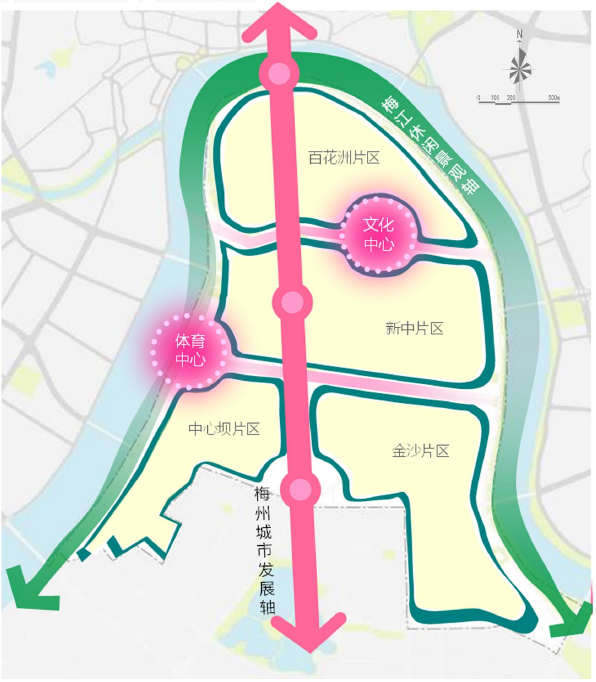 N
0 100 200 500m
梅江休闲景观轴
百花洲片区
文化
中心
新中片区
体育
中心
中心坝片区
金沙片区
梅州城市发展轴